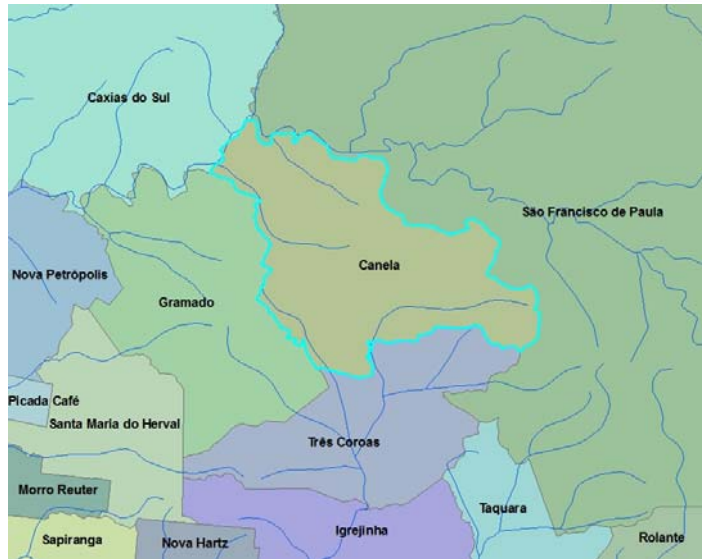 Caxias do Sul
São Francisco de Paula
Canela
Nova Petrópolis
Gramado
Picada Café
Santa Maria do Herval
Três Coroas
Morro Reuter
Taquara
Igrejinha
Sapiranga
Nova Hartz
Rolante